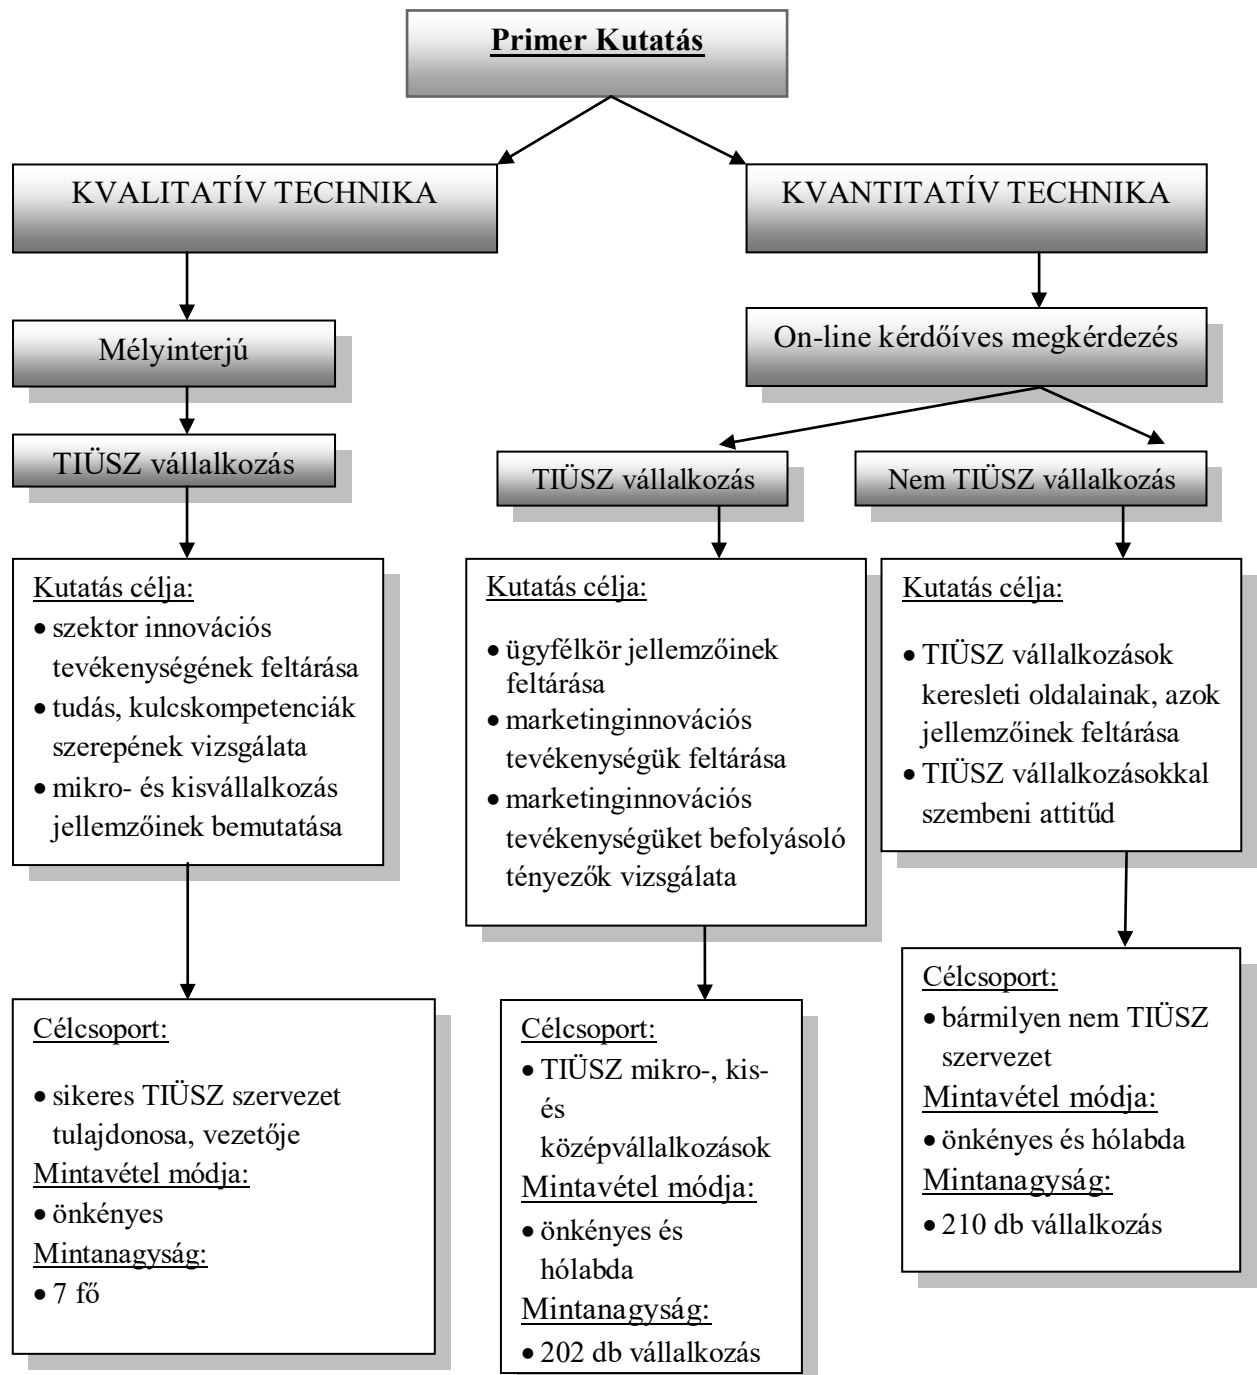 Primer Kutatás
KVALITATÍV TECHNIKA
KVANTITATÍV TECHNIKA
Mélyinterjú
On-line kérdőíves megkérdezés
TIÜSZ vállalkozás
TIÜSZ vállalkozás
Nem TIÜSZ vállalkozás
Kutatás célja:
• szektor innovációs
tevékenységének feltárása
• tudás, kulcskompetenciák
szerepének vizsgálata
• mikro- és kisvállalkozás
jellemzőinek bemutatása
Kutatás célja:
• ügyfélkör jellemzőinek
feltárása
• marketinginnovációs
tevékenységük feltárása
• marketinginnovációs
tevékenységüket befolyásoló
tényezők vizsgálata
Kutatás célja:
• TIÜSZ vállalkozások
keresleti oldalainak, azok
jellemzőinek feltárása
• TIÜSZ vállalkozásokkal
szembeni attitűd
Célcsoport:
• sikeres TIÜSZ szervezet
tulajdonosa, vezetője
Mintavétel módja:
• önkényes
Mintanagyság:
• 7 fő
Célcsoport:
• TIÜSZ mikro-, kis-
és
középvállalkozások
Mintavétel módja:
• önkényes és
hólabda
Mintanagyság:
• 202 db vállalkozás
Célcsoport:
• bármilyen nem TIÜSZ
szervezet
Mintavétel módja:
• önkényes és hólabda
Mintanagyság:
• 210 db vállalkozás